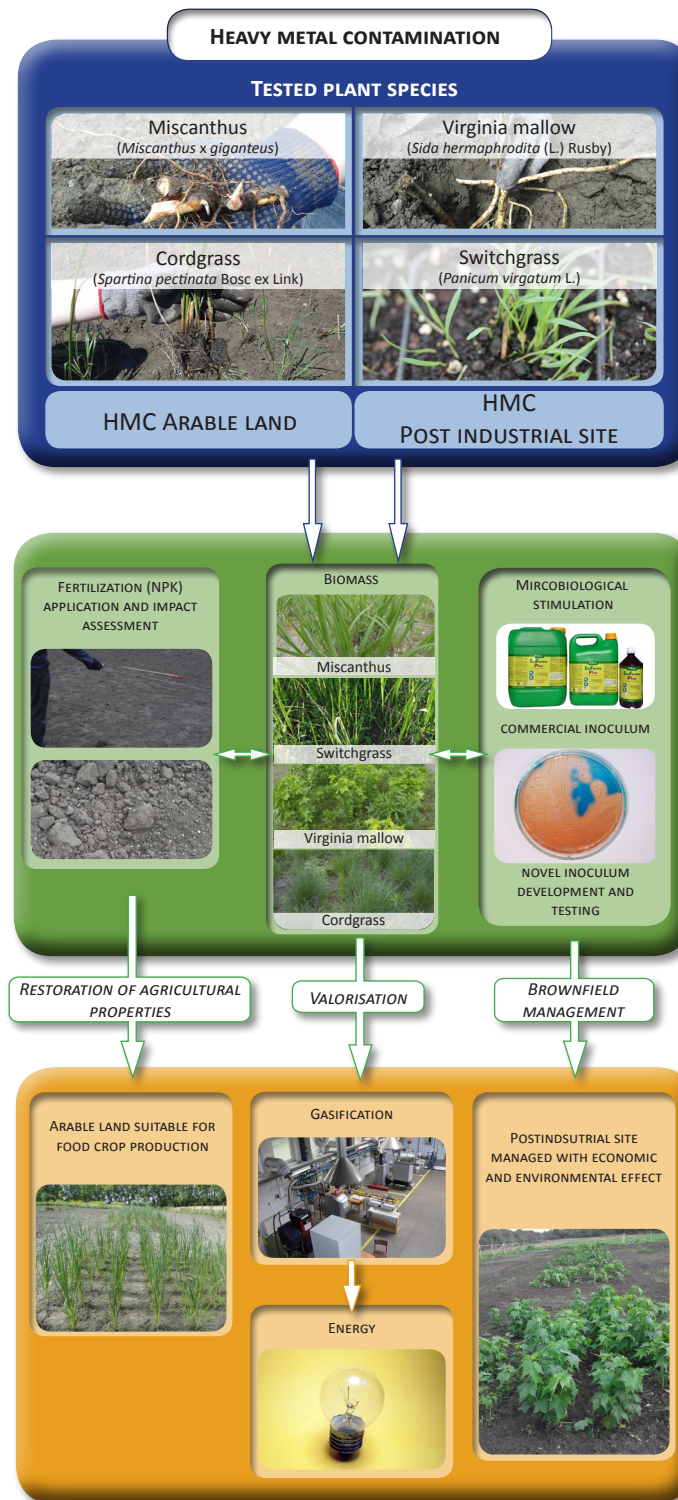 HEAVY METAL CONTAMINATION
TESTED PLANT SPECIES
Miscanthus
(Miscanthus x giganteus)
Virginia mallow
(Sida hermaphrodita (L.) Rusby)
Cordgrass
(Spartina pectinata Bosc ex Link)
Switchgrass
(Panicum virgatum L.)
HMC ARABLE LAND
HMC
POST INDUSTRIAL SITE
FERTILIZATION (NPK)
APPLICATION AND IMPACT
ASSESSMENT
BIOMASS
Miscanthus
Switchgrass
Virginia mallow
Cordgrass
MIRCOBIOLOGICAL
STIMULATION
COMMERCIAL INOCULUM
NOVEL INOCULUM
DEVELOPMENT AND
TESTING
RESTORATION OF AGRICULTURAL
PROPERTIES
VALORISATION
BROWNFIELD
MANAGEMENT
ARABLE LAND SUITABLE FOR
FOOD CROP PRODUCTION
GASIFICATION
ENERGY
POSTINDSUTRIAL SITE
MANAGED WITH ECONOMIC
AND ENVIRONMENTAL EFFECT